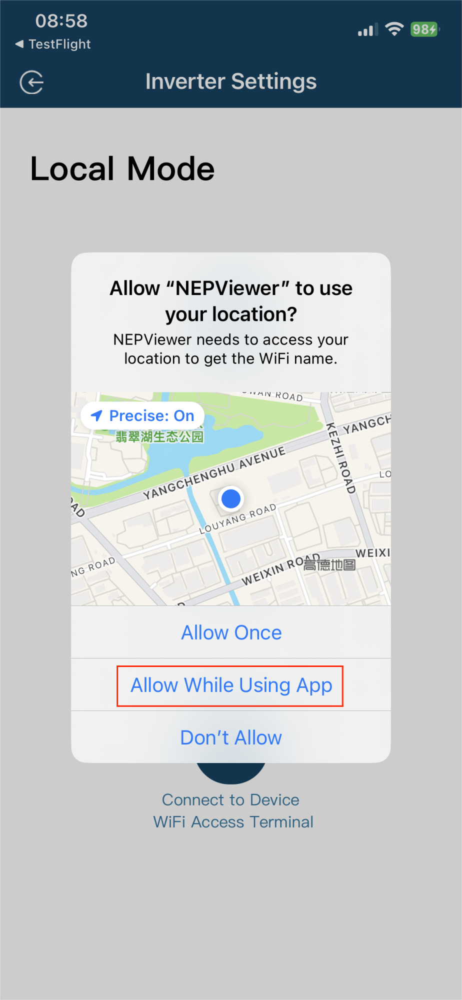 08:58
98
TestFlight
Inverter Settings
Local Mode
Allow “NEPViewer” to use
your location?
NEPViewer needs to access your
location to get the WiFi name.
WAN ROAD
Precise: On
YANGCH
翡翠湖生态公园
KEZHI ROAD
YANGCHENGHU AVENUE
LO
OAD
LOUYANG ROAD
WEIXI
NG ROAD
WEIXIN ROAD
高德地图
Allow Once
Allow While Using App
Don’t Allow
Connect to Device
WiFi Access Terminal